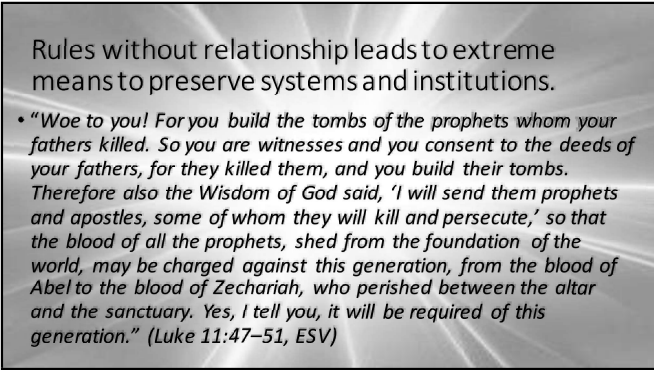 Rules without relationship leads to extreme
means to preserve systems and institutions.
• “Woe to you! For you build the tombs of the prophets whom your
fathers killed. So you are witnesses and you consent to the deeds of
your fathers, for they killed them, and you build their tombs.
Therefore also the Wisdom of God said, ‘I will send them prophets
and apostles, some of whom they will kill and persecute,’ so that
the blood of all the prophets, shed from the foundation of the
world, may be charged against this generation, from the blood of
Abel to the blood of Zechariah, who perished between the altar
and the sanctuary. Yes, I tell you, it will be required of this
generation.” (Luke 11:47–51, ESV)